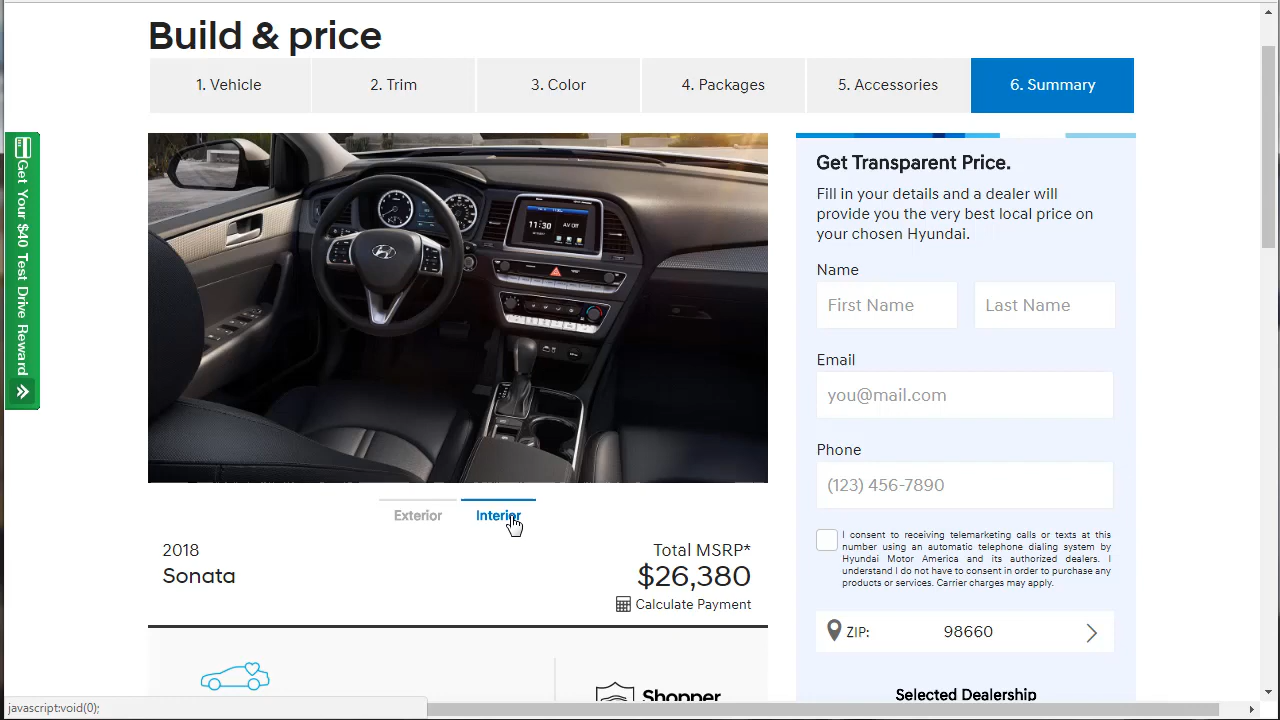 Build & price
1. Vehicle
2. Trim
3. Color
4. Packages
5. Accessories
6. Summary
Get Your $40 Test Drive Reward
11:30
AV Off
Exterior
Interior
2018
Sonata
Total MSRP*
$26,380
Calculate Payment
Shopper
Get Transparent Price.
Fill in your details and a dealer will
provide you the very best local price on
your chosen Hyundai.
Name
First Name
Last Name
Email
you@mail.com
Phone
(123) 456-7890
I consent to receiving telemarketing calls or texts at this
number using an automatic telephone dialing system by
Hyundai Motor America and its authorized dealers. I
understand I do not have to consent in order to purchase any
products or services. Carrier charges may apply.
ZIP:
98660
Selected Dealership
javascript:void(0);